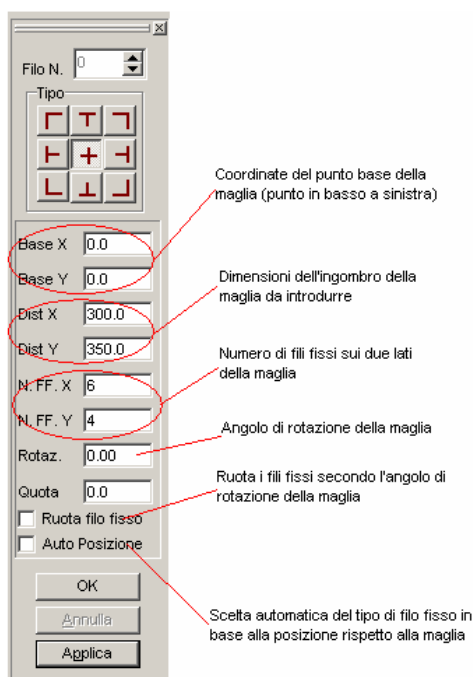 Filo N. 0
Tipo
Coordinate del punto base della
maglia (punto in basso a sinistra)
Base X 0.0
Base Y 0.0
Dimensioni dell'ingombro della
maglia da introdurre
Dist X 300.0
Dist Y 350.0
Numero di fili fissi sui due lati
della maglia
N. FF. X 6
N. FF. Y 4
Angolo di rotazione della maglia
Rotaz. 0.00
Ruota i fili fissi secondo l'angolo di
rotazione della maglia
Quota 0.0
Ruota filo fisso
Auto Posizione
OK
Scelta automatica del tipo di filo fisso in
base alla posizione rispetto alla maglia
Annulla
Applica